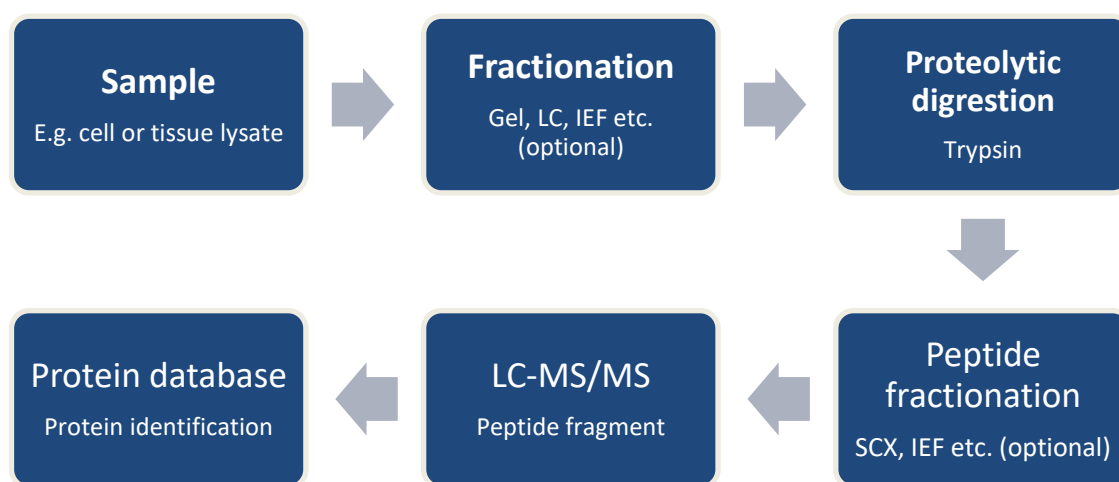 Sample
E.g. cell or tissue lysate
Fractionation
Gel, LC, IEF etc.
(optional)
Proteolytic
digestion
Trypsin
Peptide
fractionation
SCX, IEF etc. (optional)
LC-MS/MS
Peptide fragment
Protein database
Protein identification